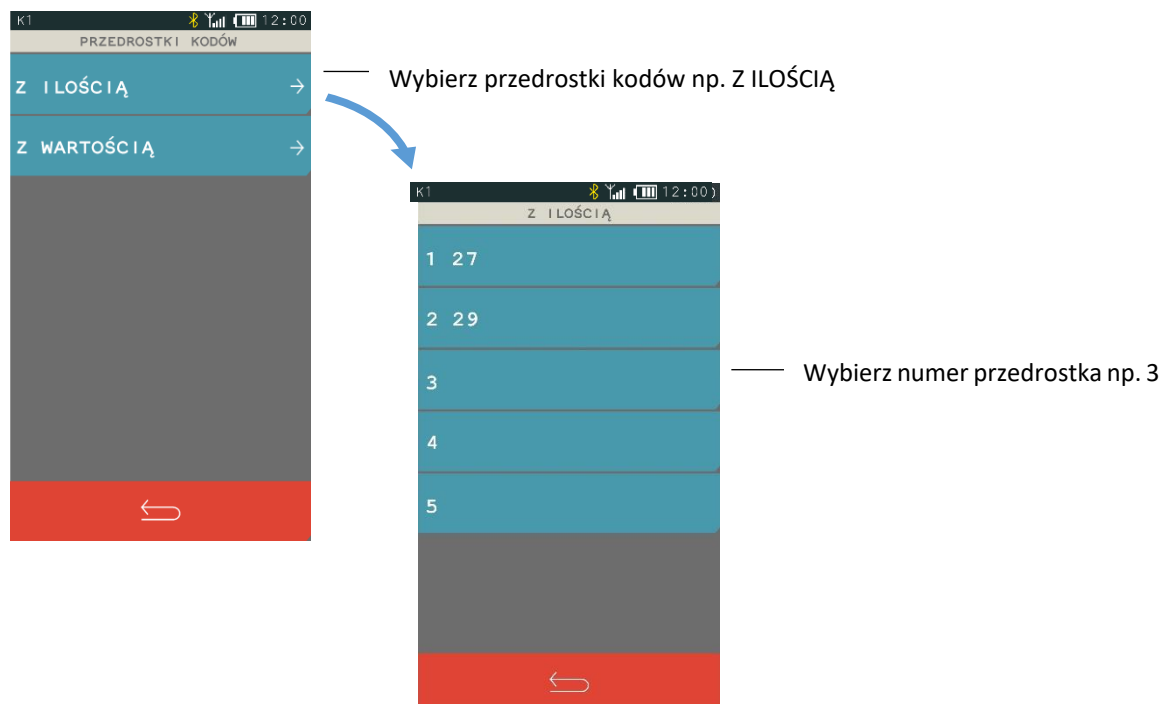 K1 12:00
PRZEDROSTKI KODÓW
Z ILOŚCIĄ
Z WARTOŚCIĄ
Wybierz przedrostki kodów np. Z ILOŚCIĄ
K1 12:00)
Z ILOŚCIĄ
1 27
2 29
3
4
5
Wybierz numer przedrostka np. 3